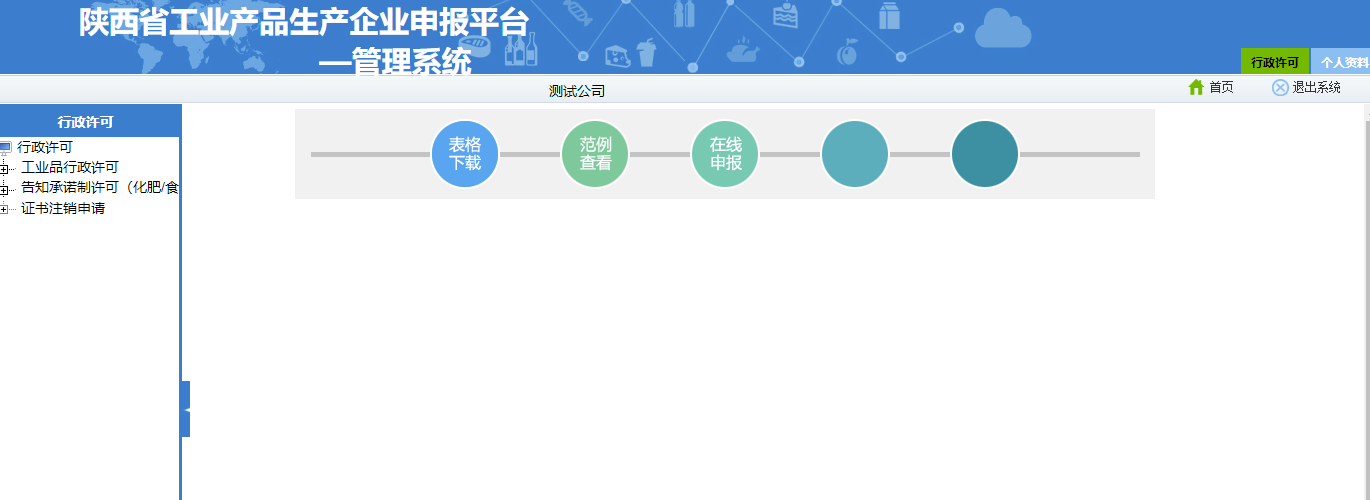 陕西省工业产品生产企业申报平台
—管理系统
行政许可
个人资料
测试公司
首页
退出系统
行政许可
行政许可
工业品行政许可
告知承诺制许可（化肥/食
证书注销申请
表格
下载
范例
查看
在线
申报